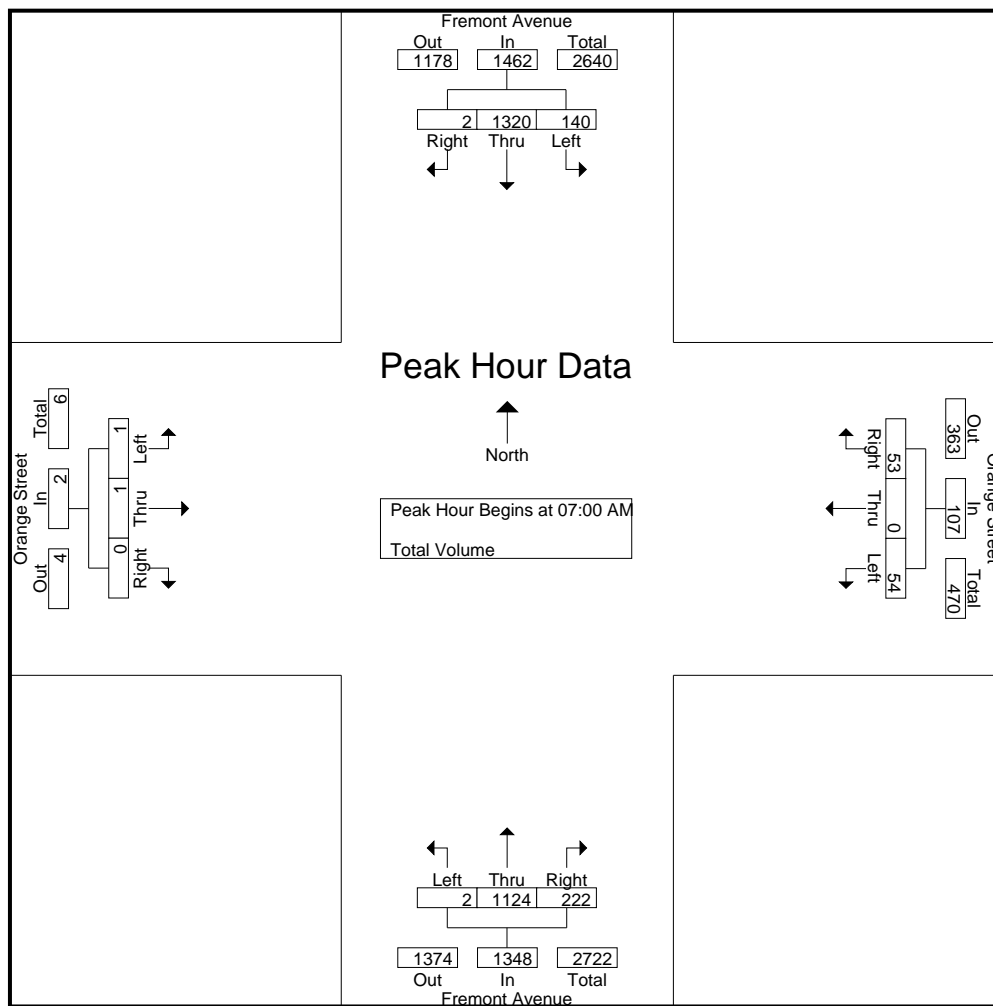 Fremont Avenue
Out In Total
1178 1462 2640
2 1320 140
Right Thru Left
Peak Hour Data
North
Peak Hour Begins at 07:00 AM
Total Volume
Orange Street
Total In Out
6 2 4
1 1 0
Left Thru Right
Right Thru Left
53 0 54
Out In Total
363 107 470
Orange Street
Left Thru Right
2 1124 222
1374 1348 2722
Out In Total
Fremont Avenue